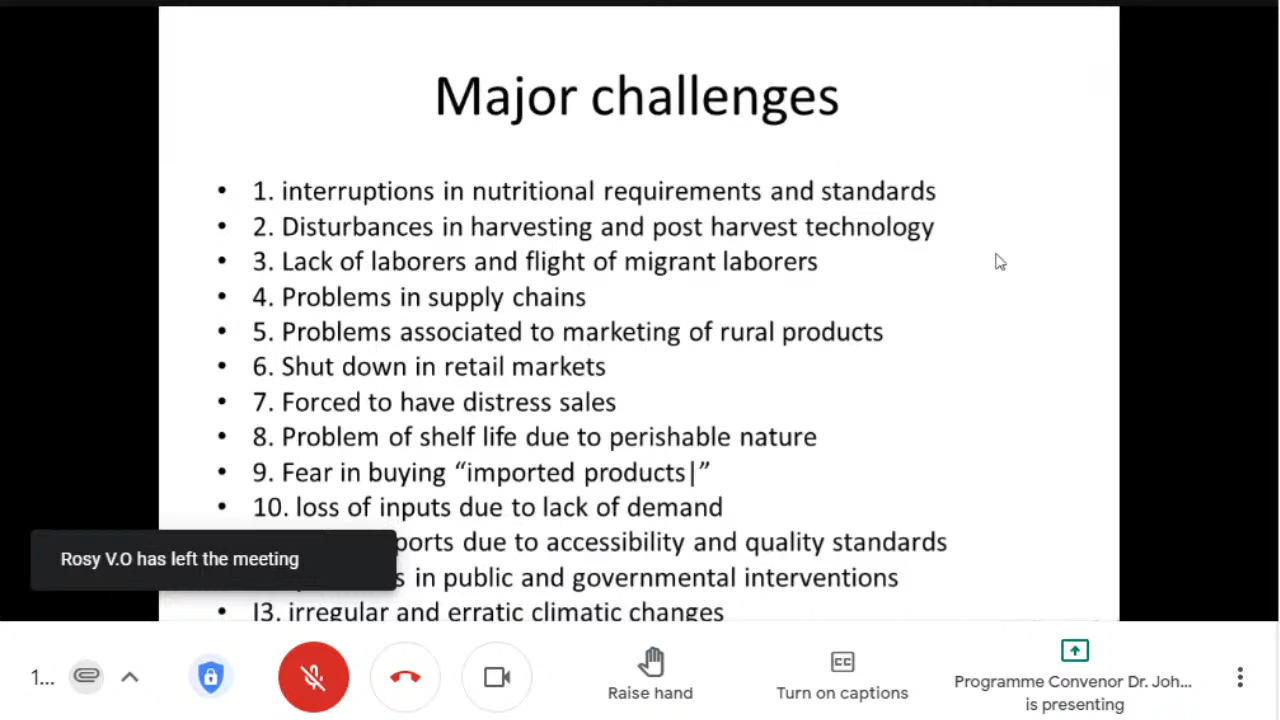 Major challenges
• 1. interruptions in nutritional requirements and standards
• 2. Disturbances in harvesting and post harvest technology
• 3. Lack of laborers and flight of migrant laborers
• 4. Problems in supply chains
• 5. Problems associated to marketing of rural products
• 6. Shut down in retail markets
• 7. Forced to have distress sales
• 8. Problem of shelf life due to perishable nature
• 9. Fear in buying “imported products|”
• 10. loss of inputs due to lack of demand
due to accessibility and quality standards
in public and governmental interventions
• I3. irregular and erratic climatic changes
Rosy V.O has left the meeting
1...
Raise hand
Turn on captions
Programme Convenor Dr. Joh...
is presenting